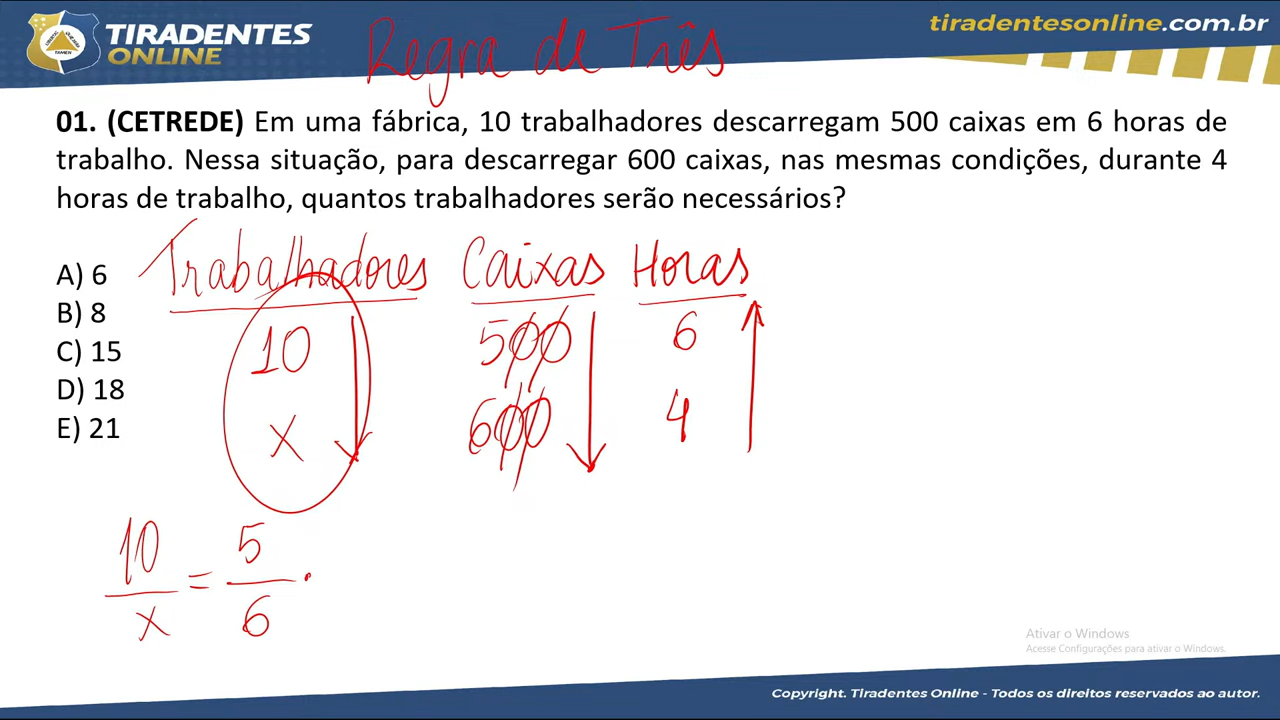 TIRADENTES
ONLINE
tiradentesonline.com.br
Regra de Três
01. (CETREDE) Em uma fábrica, 10 trabalhadores descarregam 500 caixas em 6 horas de
trabalho. Nessa situação, para descarregar 600 caixas, nas mesmas condições, durante 4
horas de trabalho, quantos trabalhadores serão necessários?
A) 6
B) 8
C) 15
D) 18
E) 21
Trabalhadores Caixas Horas
10 500 6
x 600 4
10/x = 5/6 ·
Ativar o Windows
Acesse Configurações para ativar o Windows.
Copyright. Tiradentes Online - Todos os direitos reservados ao autor.